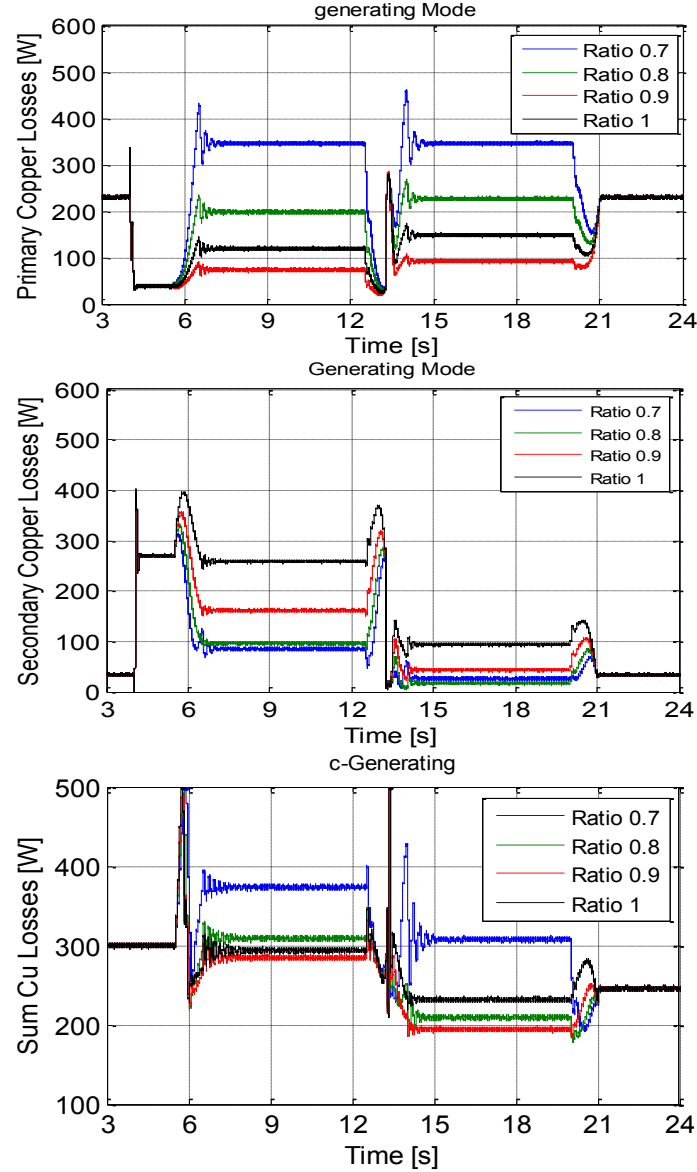 generating Mode
Primary Copper Losses [W]
600
500
400
300
200
100
0
Ratio 0.7
Ratio 0.8
Ratio 0.9
Ratio 1
3 6 9 12 15 18 21 24
Time [s]
Generating Mode
Secondary Copper Losses [W]
600
500
400
300
200
100
0
Ratio 0.7
Ratio 0.8
Ratio 0.9
Ratio 1
3 6 9 12 15 18 21 24
Time [s]
c-Generating
Sum Cu Losses [W]
500
400
300
200
100
Ratio 0.7
Ratio 0.8
Ratio 0.9
Ratio 1
3 6 9 12 15 18 21 24
Time [s]